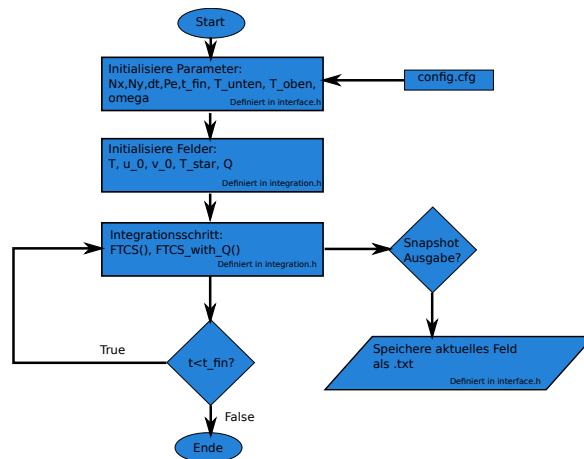 Start
Initialisiere Parameter:
Nx,Ny,dt,Pe,t_fin, T_unten, T_oben,
omega
Definiert in interface.h
config.cfg
Initialisiere Felder:
T, u_0, v_0, T_star, Q
Definiert in integration.h
Integrationsschritt:
FTCS(), FTCS_with_Q()
Definiert in integration.h
Snapshot
Ausgabe?
True
t<t_fin?
Speichere aktuelles Feld
als .txt
Definiert in interface.h
False
Ende